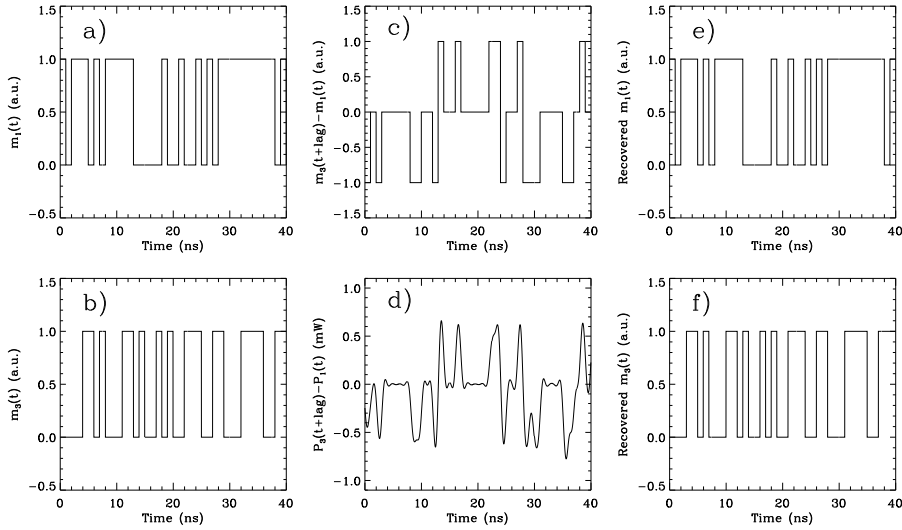 a)
1.5
1.0
0.5
0.0
−0.5
m₁(t) (a.u.)
0 10 20 30 40
Time (ns)
c)
1.5
1.0
0.5
0.0
−0.5
−1.0
−1.5
m₃(t+lag)−m₁(t) (a.u.)
0 10 20 30 40
Time (ns)
e)
1.5
1.0
0.5
0.0
−0.5
Recovered m₁(t) (a.u.)
0 10 20 30 40
Time (ns)
b)
1.5
1.0
0.5
0.0
−0.5
m₃(t) (a.u.)
0 10 20 30 40
Time (ns)
d)
1.0
0.5
0.0
−0.5
−1.0
P₃(t+lag)−P₁(t) (mW)
0 10 20 30 40
Time (ns)
f)
1.5
1.0
0.5
0.0
−0.5
Recovered m₃(t) (a.u.)
0 10 20 30 40
Time (ns)